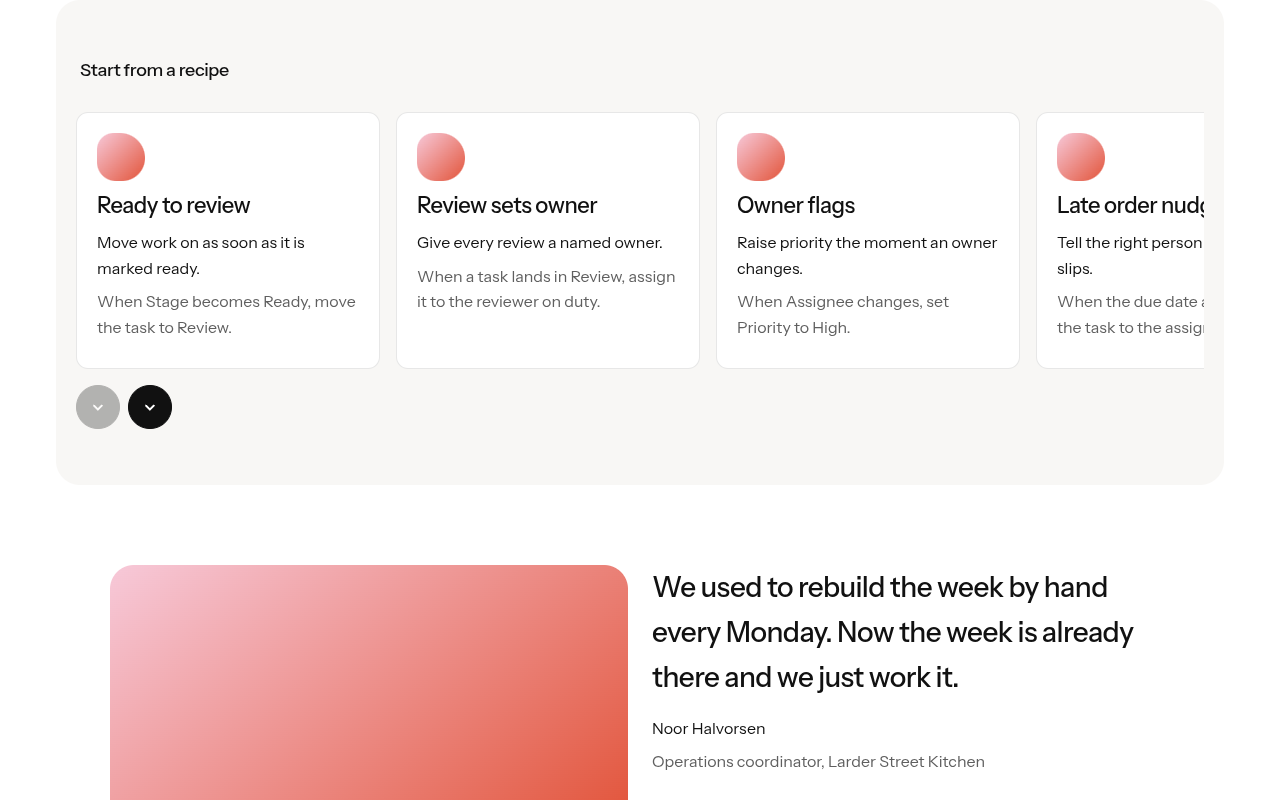 Start from a recipe
Ready to review
Move work on as soon as it is
marked ready.
When Stage becomes Ready, move
the task to Review.
Review sets owner
Give every review a named owner.
When a task lands in Review, assign
it to the reviewer on duty.
Owner flags
Raise priority the moment an owner
changes.
When Assignee changes, set
Priority to High.
Late order
Tell the right person
slips.
When the due date
the task to the
We used to rebuild the week by hand
every Monday. Now the week is already
there and we just work it.
Noor Halvorsen
Operations coordinator, Larder Street Kitchen